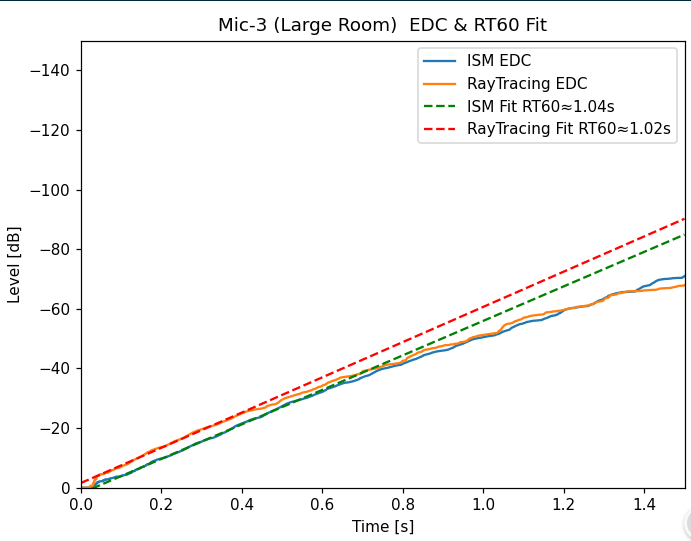 Mic-3 (Large Room)  EDC & RT60 Fit
ISM EDC
RayTracing EDC
ISM Fit RT60≈1.04s
RayTracing Fit RT60≈1.02s
−140
−120
−100
−80
−60
−40
−20
0
Level [dB]
0.0 0.2 0.4 0.6 0.8 1.0 1.2 1.4
Time [s]